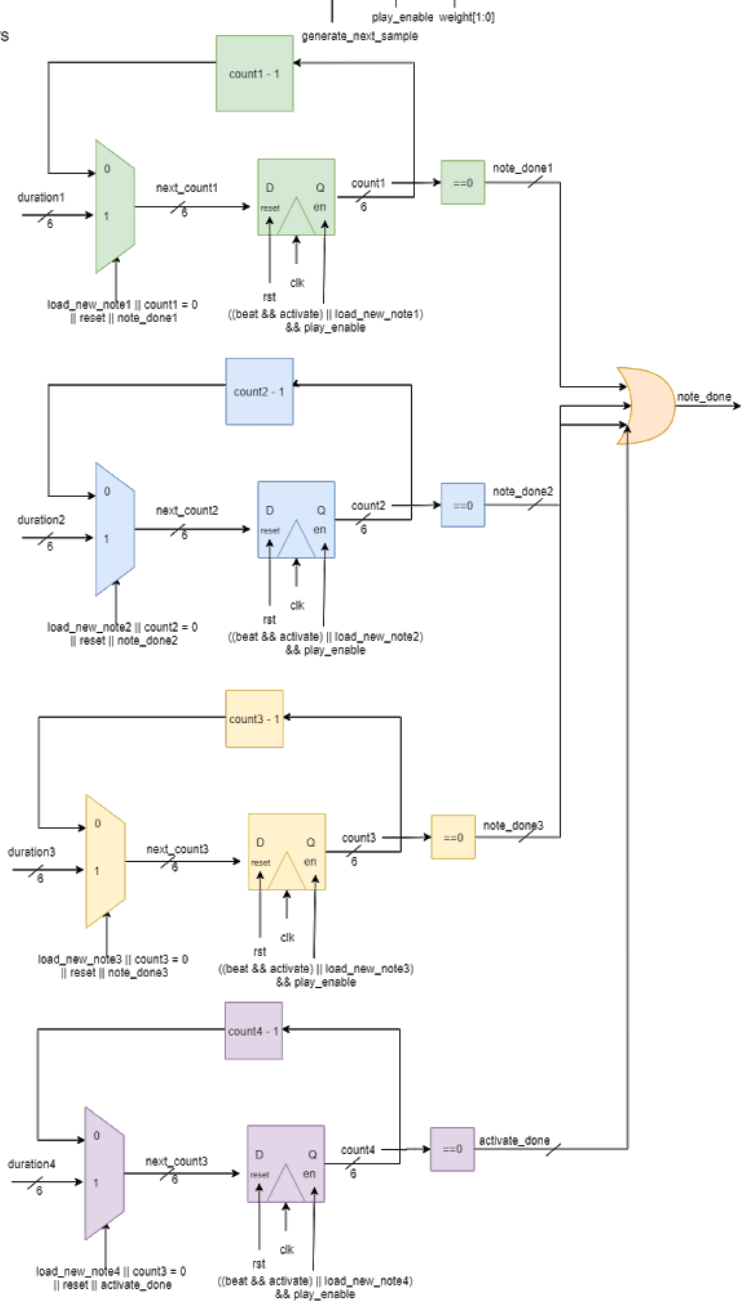 play_enable weight[1:0]
rs
generate_next_sample
count1 - 1
0
duration1
6
1
next_count1
6
D
Q
reset
en
count1
6
==0
note_done1
clk
rst
load_new_note1 || count1 = 0
|| reset || note_done1
((beat && activate) || load_new_note1)
&& play_enable
count2 - 1
note_done
0
duration2
6
1
next_count2
6
D
Q
reset
en
count2
6
==0
note_done2
clk
rst
load_new_note2 || count2 = 0
|| reset || note_done2
((beat && activate) || load_new_note2)
&& play_enable
count3 - 1
0
duration3
6
1
next_count3
6
D
Q
reset
en
count3
6
==0
note_done3
clk
rst
load_new_note3 || count3 = 0
|| reset || note_done3
((beat && activate) || load_new_note3)
&& play_enable
count4 - 1
0
duration4
6
1
next_count3
6
D
Q
reset
en
count4
6
==0
activate_done
clk
rst
load_new_note4 || count3 = 0
|| reset || activate_done
((beat && activate) || load_new_note4)
&& play_enable